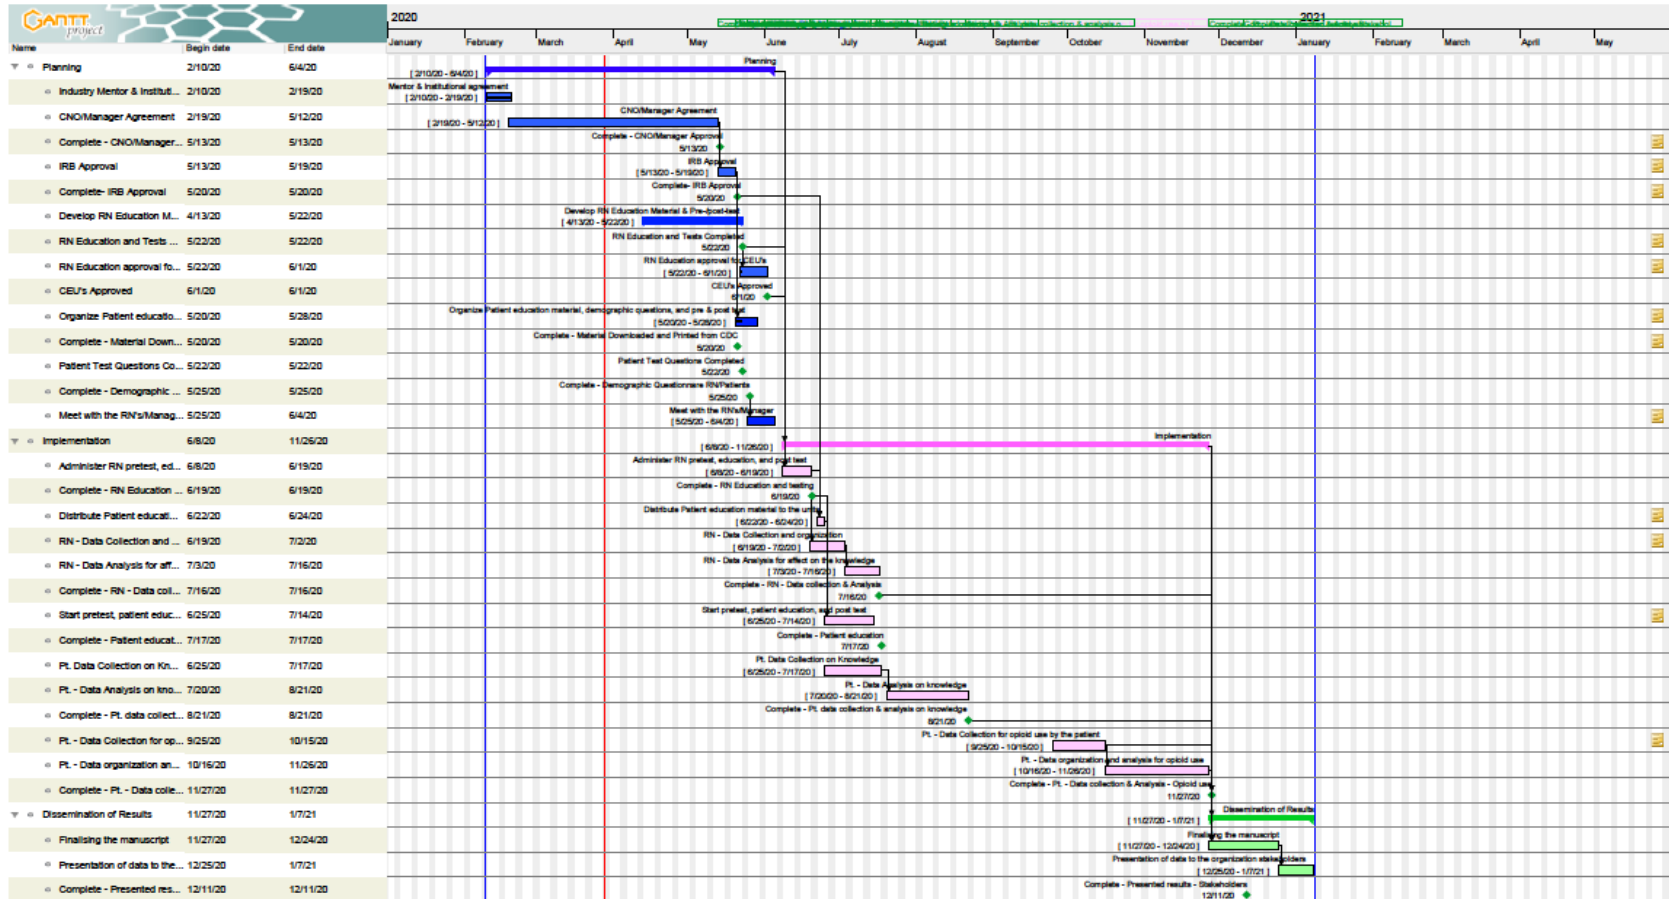 GANTT
project
2020
2021
January February March April May June July August September October November December January February March April May
Name Begin date End date
Planning 2/10/20 6/4/20
Planning
[ 2/10/20 - 6/4/20 ]
Industry Mentor & Instituti... 2/10/20 2/19/20
Mentor & Institutional agreement
[ 2/10/20 - 2/19/20 ]
CNO/Manager Agreement 2/19/20 5/12/20
CNO/Manager Agreement
[ 2/19/20 - 5/12/20 ]
Complete - CNO/Manager... 5/13/20 5/13/20
Complete - CNO/Manager Approval
5/13/20
IRB Approval 5/13/20 5/19/20
IRB Approval
[ 5/13/20 - 5/19/20 ]
Complete- IRB Approval 5/20/20 5/20/20
Complete- IRB Approval
5/20/20
Develop RN Education M... 4/13/20 5/22/20
Develop RN Education Material & Pre-/post-test
[ 4/13/20 - 5/22/20 ]
RN Education and Tests ... 5/22/20 5/22/20
RN Education and Tests Completed
5/22/20
RN Education approval fo... 5/22/20 6/1/20
RN Education approval for CEU's
[ 5/22/20 - 6/1/20 ]
CEU's Approved 6/1/20 6/1/20
CEU's Approved
6/1/20
Organize Patient educatio... 5/20/20 5/28/20
Organize Patient education material, demographic questions, and pre & post test
[ 5/20/20 - 5/28/20 ]
Complete - Material Down... 5/20/20 5/20/20
Complete - Material Downloaded and Printed from CDC
5/20/20
Patient Test Questions Co... 5/22/20 5/22/20
Patient Test Questions Completed
5/22/20
Complete - Demographic ... 5/25/20 5/25/20
Complete - Demographic Questionnare RN/Patients
5/25/20
Meet with the RN's/Manag... 5/25/20 6/4/20
Meet with the RN's/Manager
[ 5/25/20 - 6/4/20 ]
Implementation 6/8/20 11/26/20
Implementation
[ 6/8/20 - 11/26/20 ]
Administer RN pretest, ed... 6/8/20 6/19/20
Administer RN pretest, education, and post test
[ 6/8/20 - 6/19/20 ]
Complete - RN Education ... 6/19/20 6/19/20
Complete - RN Education and testing
6/19/20
Distribute Patient educati... 6/22/20 6/24/20
Distribute Patient education material to the units
[ 6/22/20 - 6/24/20 ]
RN - Data Collection and ... 6/19/20 7/2/20
RN - Data Collection and organization
[ 6/19/20 - 7/2/20 ]
RN - Data Analysis for aff... 7/3/20 7/16/20
RN - Data Analysis for affect on the knowledge
[ 7/3/20 - 7/16/20 ]
Complete - RN - Data coll... 7/16/20 7/16/20
Complete - RN - Data collection & Analysis
7/16/20
Start pretest, patient educ... 6/25/20 7/14/20
Start pretest, patient education, and post test
[ 6/25/20 - 7/14/20 ]
Complete - Patient educat... 7/17/20 7/17/20
Complete - Patient education
7/17/20
Pt. Data Collection on Kn... 6/25/20 7/17/20
Pt. Data Collection on Knowledge
[ 6/25/20 - 7/17/20 ]
Pt. - Data Analysis on kno... 7/20/20 8/21/20
Pt. - Data Analysis on knowledge
[ 7/20/20 - 8/21/20 ]
Complete - Pt. data collect... 8/21/20 8/21/20
Complete - Pt. data collection & analysis on knowledge
8/21/20
Pt. - Data Collection for op... 9/25/20 10/15/20
Pt. - Data Collection for opioid use by the patient
[ 9/25/20 - 10/15/20 ]
Pt. - Data organization an... 10/16/20 11/26/20
Pt. - Data organization and analysis for opioid use
[ 10/16/20 - 11/26/20 ]
Complete - Pt. - Data colle... 11/27/20 11/27/20
Complete - Pt. - Data collection & Analysis - Opioid use
11/27/20
Dissemination of Results 11/27/20 1/7/21
Dissemination of Results
[ 11/27/20 - 1/7/21 ]
Finalising the manuscript 11/27/20 12/24/20
Finalising the manuscript
[ 11/27/20 - 12/24/20 ]
Presentation of data to the... 12/25/20 1/7/21
Presentation of data to the organization stakeholders
[ 12/25/20 - 1/7/21 ]
Complete - Presented res... 12/11/20 12/11/20
Complete - Presented results - Stakeholders
12/11/20